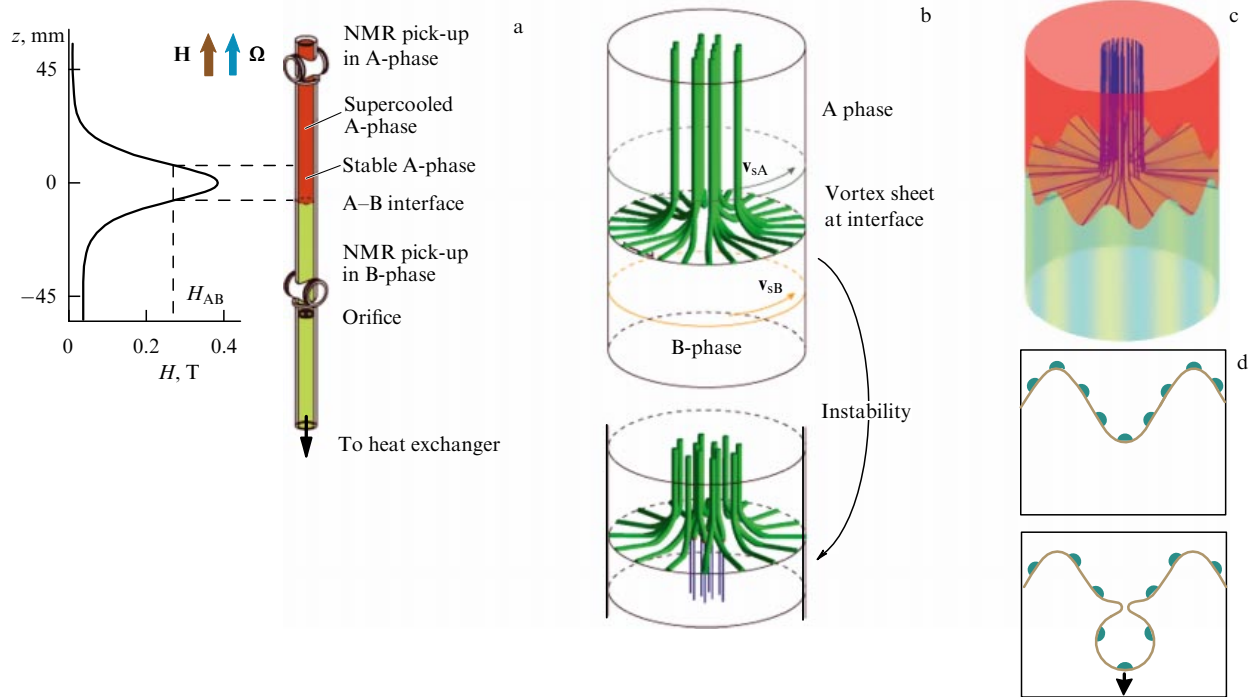 a
z, mm
H
Ω
45
0
−45
H_AB
0
0.2
0.4
H, T
NMR pick-up
in A-phase
Supercooled
A-phase
Stable A-phase
A–B interface
NMR pick-up
in B-phase
Orifice
To heat exchanger
b
A phase
v_sA
Vortex sheet
at interface
v_sB
B-phase
Instability
c
d